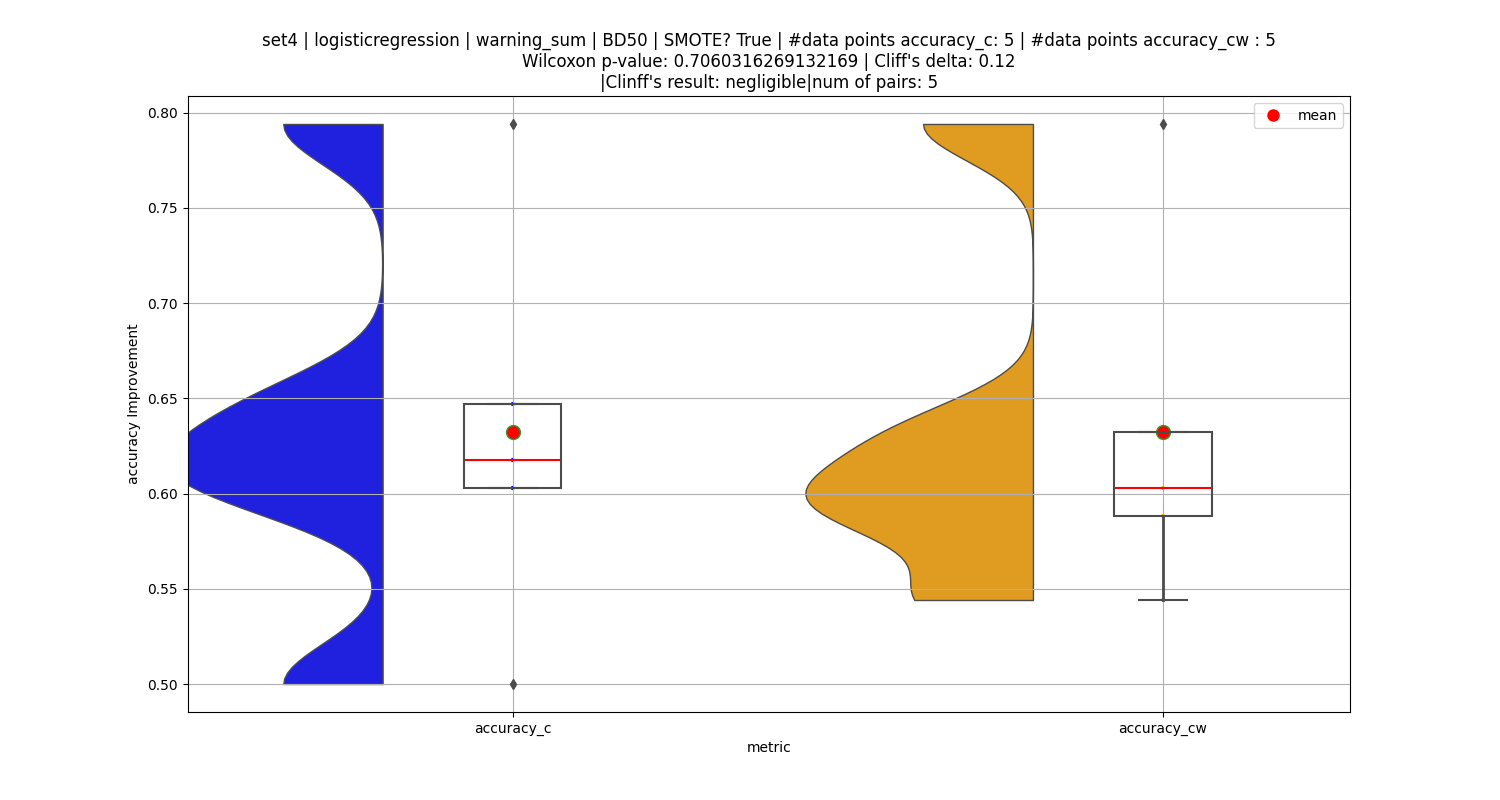 set4 | logisticregression | warning_sum | BD50 | SMOTE? True | #data points accuracy_c: 5 | #data points accuracy_cw : 5
Wilcoxon p-value: 0.7060316269132169 | Cliff's delta: 0.12
|Clinff's result: negligible|num of pairs: 5
mean
accuracy Improvement
0.80
0.75
0.70
0.65
0.60
0.55
0.50
accuracy_c
accuracy_cw
metric